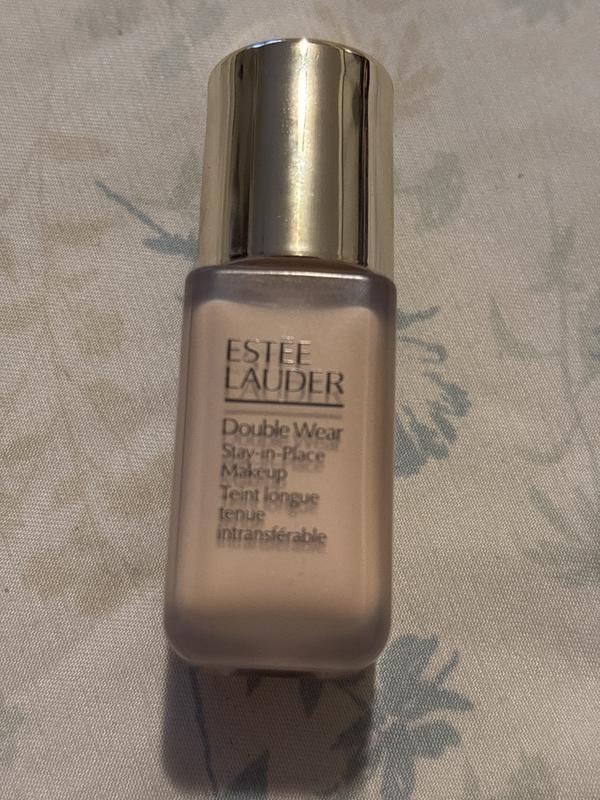 ESTĒE
LAUDER
Double Wear
Stay-in-Place
Makeup
Teint longue
tenue
intransférable